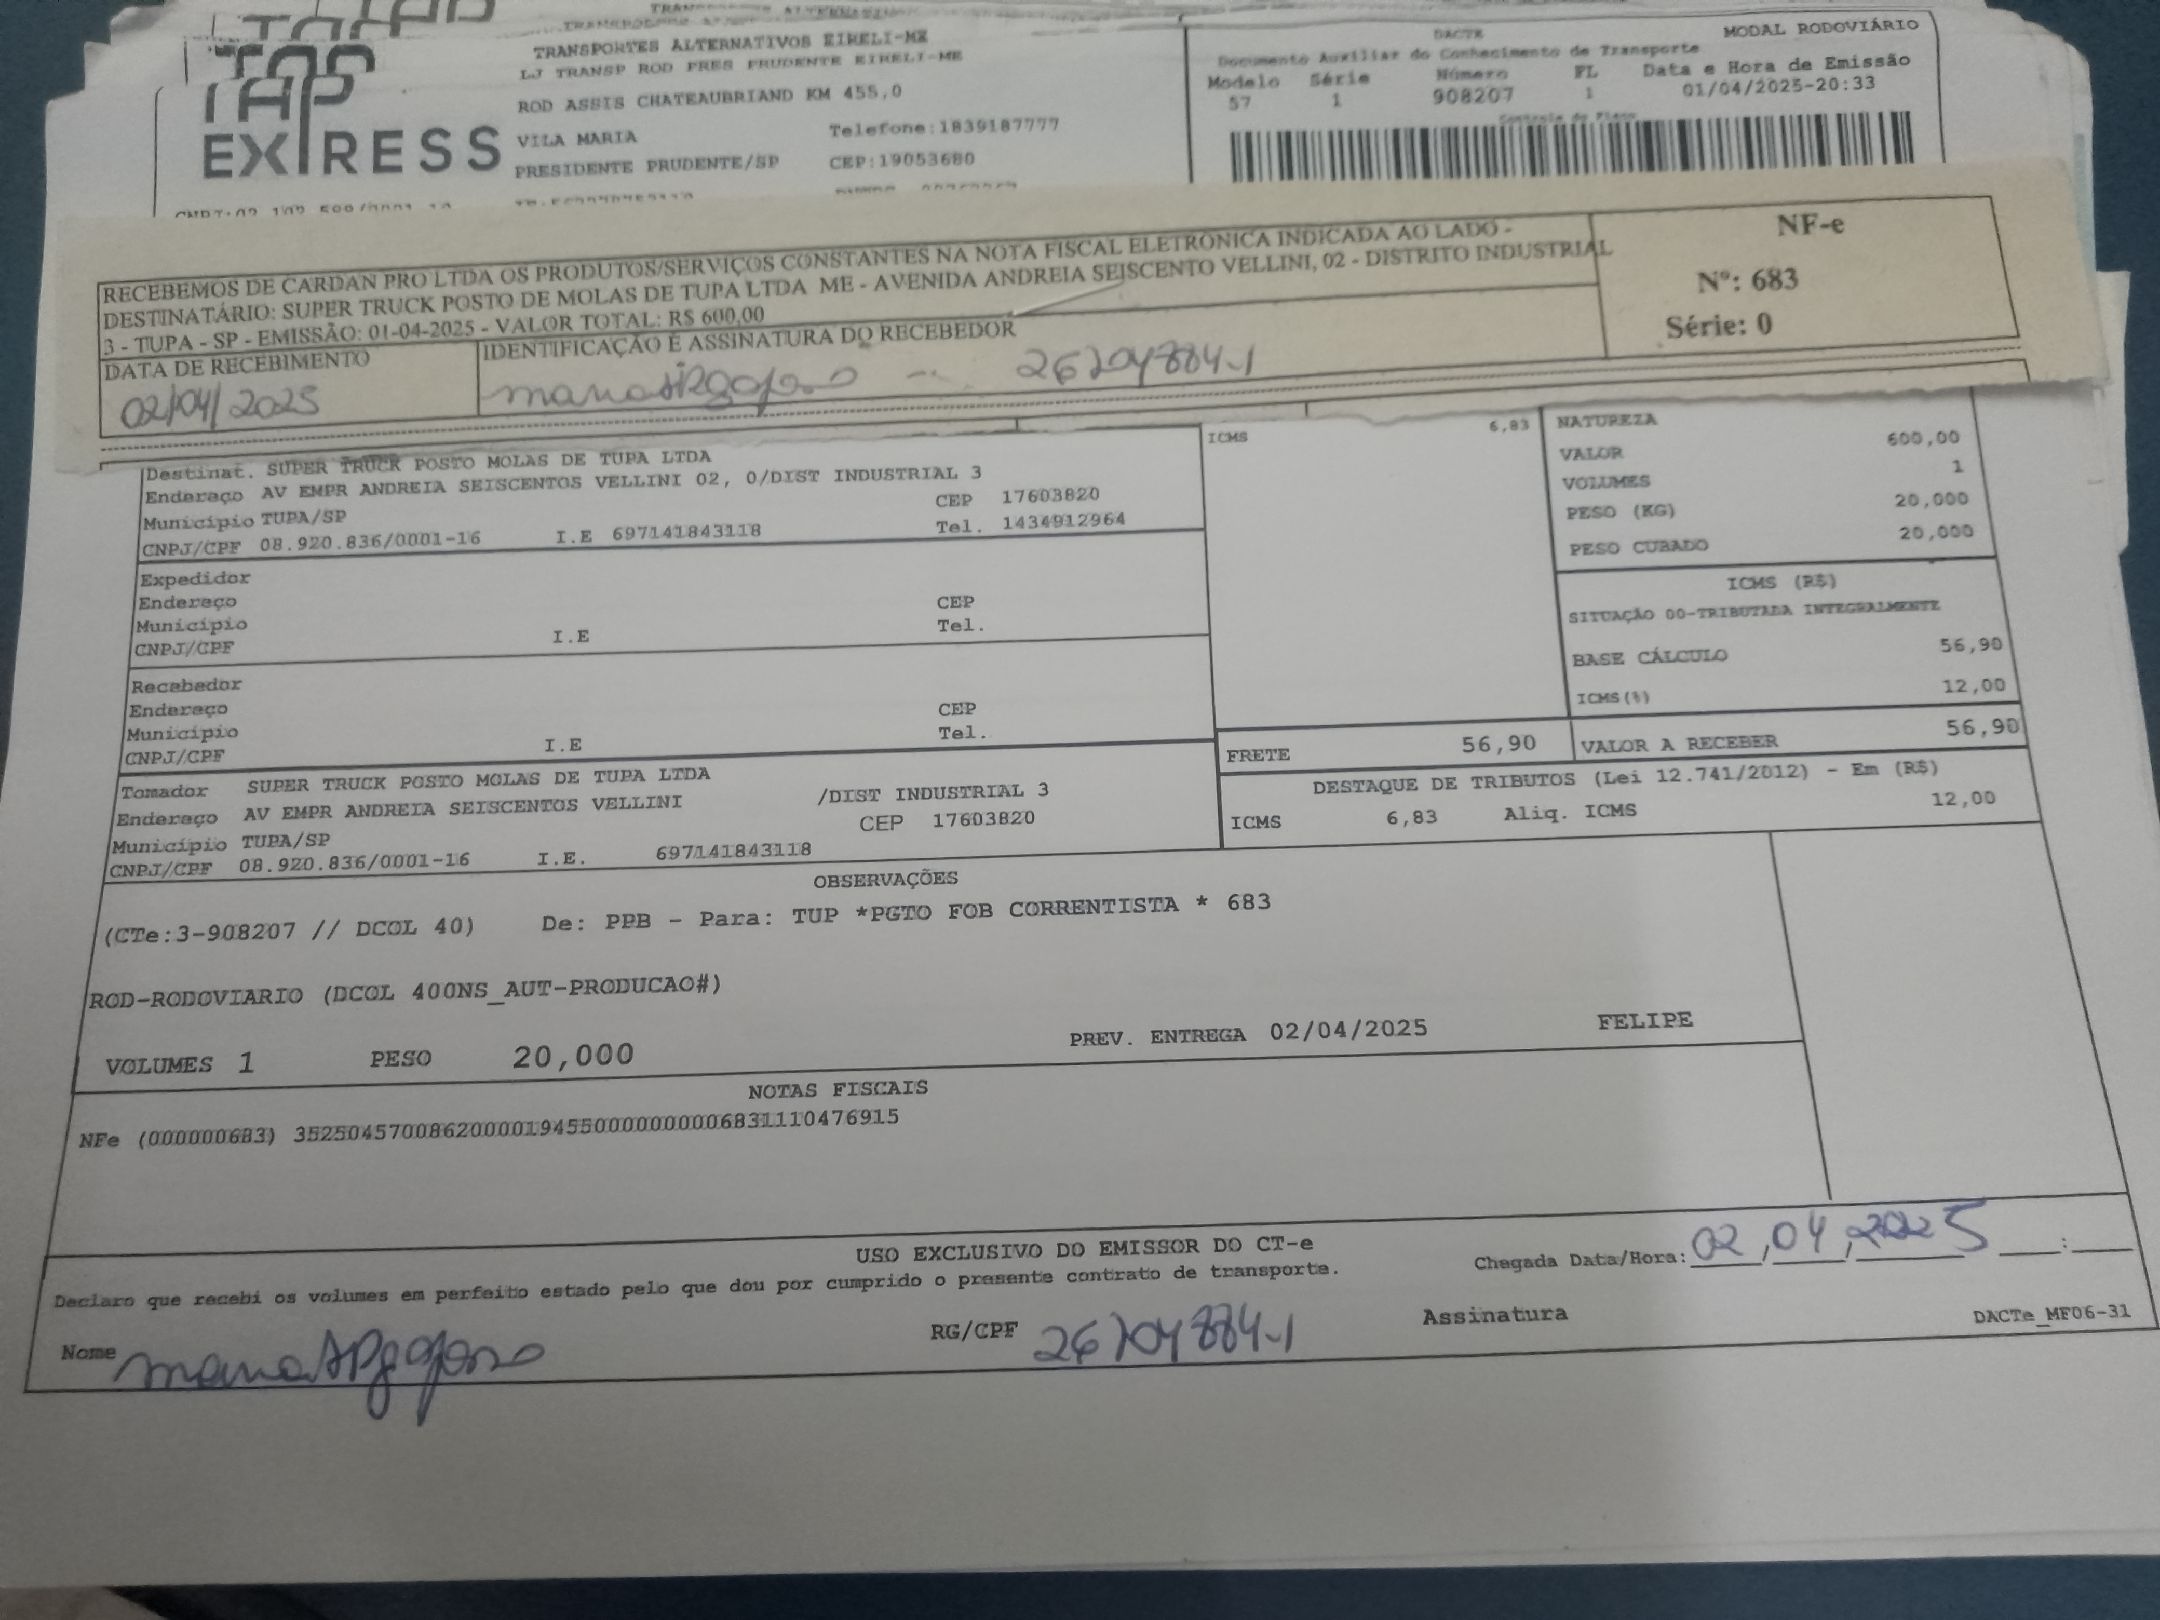 TAP
EXPRESS
TRANSPORTES ALTERNATIVOS EIRELI-ME
LJ TRANSP ROD PRES PRUDENTE EIRELI-ME
ROD ASSIS CHATEAUBRIAND KM 455,0
VILA MARIA Telefone:1839187777
PRESIDENTE PRUDENTE/SP CEP:19053680
DACTE MODAL RODOVIÁRIO
Documento Auxiliar do Conhecimento de Transporte
Modelo Série Número FL Data e Hora de Emissão
57 1 908207 1 01/04/2025-20:33
RECEBEMOS DE CARDAN PRO LTDA OS PRODUTOS/SERVIÇOS CONSTANTES NA NOTA FISCAL ELETRÔNICA INDICADA AO LADO -
DESTINATÁRIO: SUPER TRUCK POSTO DE MOLAS DE TUPA LTDA ME - AVENIDA ANDREIA SEISCENTO VELLINI, 02 - DISTRITO INDUSTRIAL
3 - TUPA - SP - EMISSÃO: 01-04-2025 - VALOR TOTAL: R$ 600,00
NF-e
Nº: 683
Série: 0
DATA DE RECEBIMENTO IDENTIFICAÇÃO E ASSINATURA DO RECEBEDOR
02/04/2025 26204884-1
Destinat. SUPER TRUCK POSTO MOLAS DE TUPA LTDA
Endereço AV EMPR ANDREIA SEISCENTOS VELLINI 02, 0/DIST INDUSTRIAL 3
Município TUPA/SP CEP 17603820
CNPJ/CPF 08.920.836/0001-16 I.E 697141843118 Tel. 1434912964
ICMS 6,83
NATUREZA
VALOR 600,00
VOLUMES 1
PESO (KG) 20,000
PESO CUBADO 20,000
Expedidor
Endereço CEP
Município Tel.
CNPJ/CPF I.E
ICMS (R$)
SITUAÇÃO 00-TRIBUTADA INTEGRALMENTE
BASE CÁLCULO 56,90
ICMS(%) 12,00
Recebedor
Endereço CEP
Município Tel.
CNPJ/CPF I.E
FRETE 56,90 VALOR A RECEBER 56,90
Tomador SUPER TRUCK POSTO MOLAS DE TUPA LTDA
Endereço AV EMPR ANDREIA SEISCENTOS VELLINI /DIST INDUSTRIAL 3
Município TUPA/SP CEP 17603820
CNPJ/CPF 08.920.836/0001-16 I.E. 697141843118
DESTAQUE DE TRIBUTOS (Lei 12.741/2012) - Em (R$)
ICMS 6,83 Aliq. ICMS 12,00
OBSERVAÇÕES
(CTe:3-908207 // DCOL 40) De: PPB - Para: TUP *PGTO FOB CORRENTISTA * 683
ROD-RODOVIARIO (DCOL 400NS_AUT-PRODUCAO#)
VOLUMES 1 PESO 20,000 PREV. ENTREGA 02/04/2025 FELIPE
NOTAS FISCAIS
NFe (000000683)
USO EXCLUSIVO DO EMISSOR DO CT-e
Declaro que recebi os volumes em perfeito estado pelo que dou por cumprido o presente contrato de transporte.
Chegada Data/Hora: 02/04/2025 :
Nome RG/CPF 26204884-1 Assinatura
DACTe_MF06-31